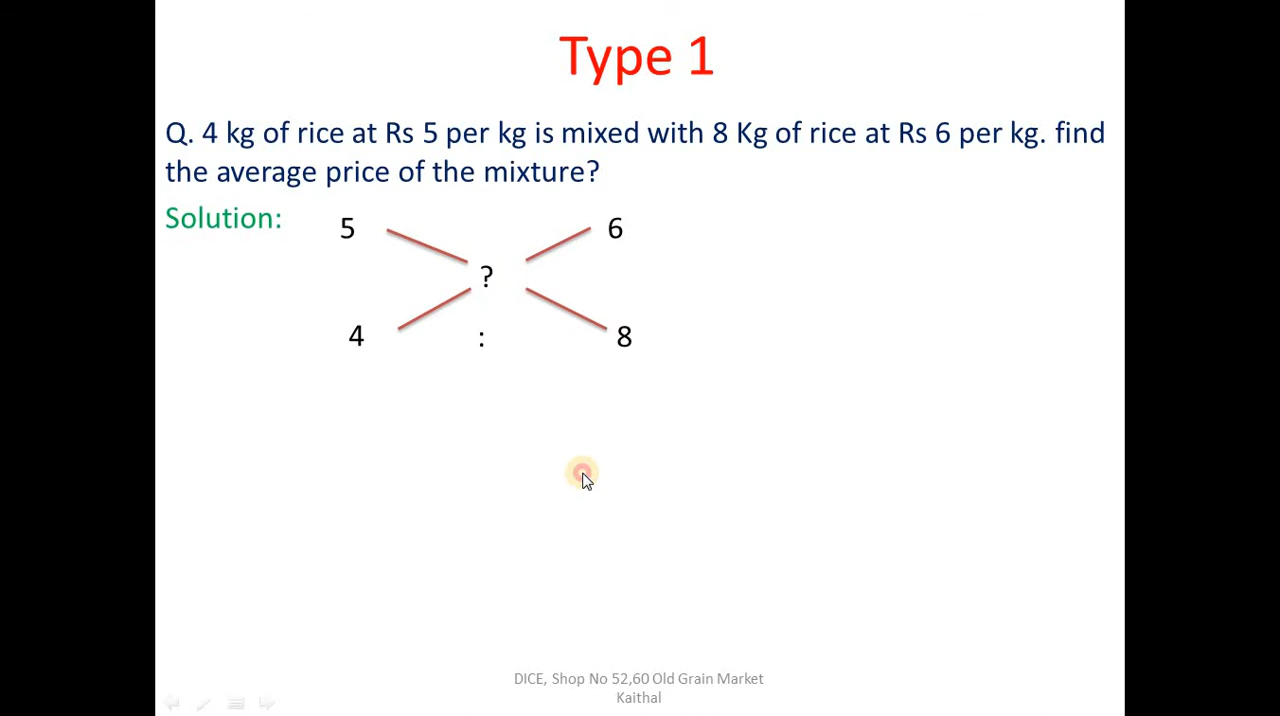 Type 1
Q. 4 kg of rice at Rs 5 per kg is mixed with 8 Kg of rice at Rs 6 per kg. find
the average price of the mixture?
Solution:
5 6
?
4 : 8
DICE, Shop No 52,60 Old Grain Market
Kaithal